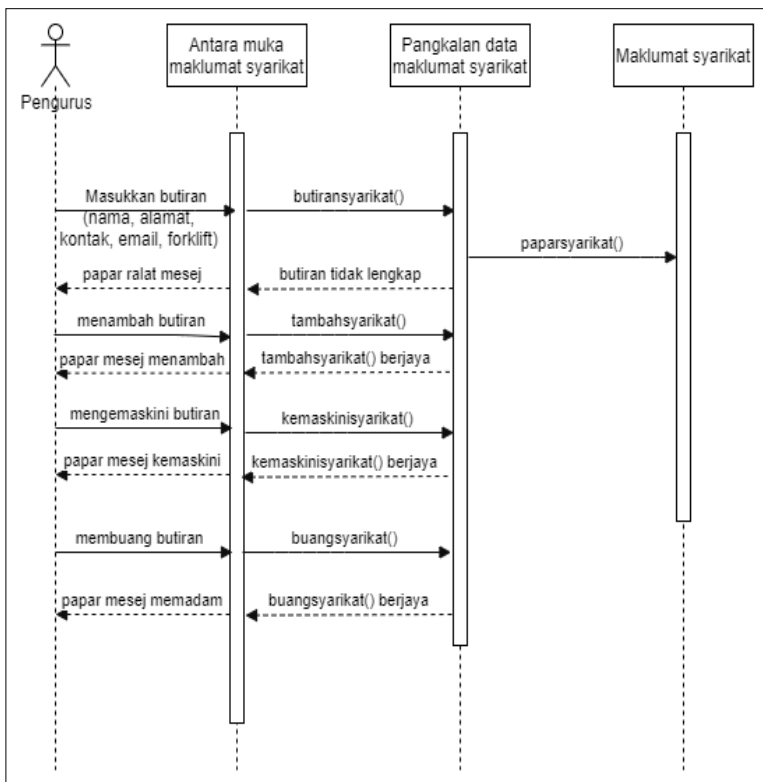 Pengurus
Antara muka
maklumat syarikat
Pangkalan data
maklumat syarikat
Maklumat syarikat
Masukkan butiran
(nama, alamat,
kontak, email, forklift)
butiransyarikat()
paparsyarikat()
papar ralat mesej
butiran tidak lengkap
menambah butiran
tambahsyarikat()
papar mesej menambah
tambahsyarikat() berjaya
mengemaskini butiran
kemaskinisyarikat()
papar mesej kemaskini
kemaskinisyarikat() berjaya
membuang butiran
buangsyarikat()
papar mesej memadam
buangsyarikat() berjaya